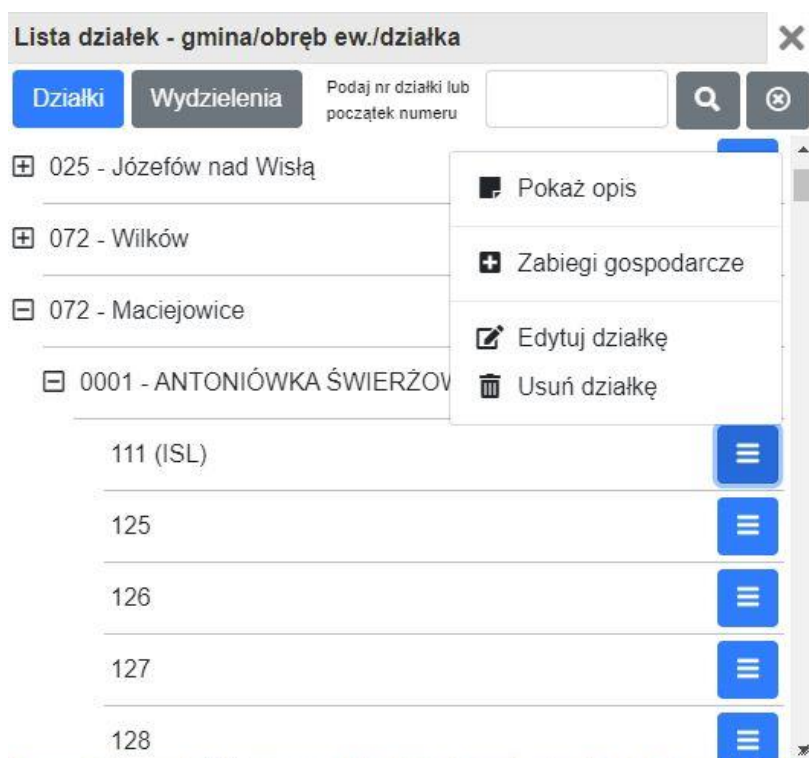 Lista działek - gmina/obręb ew./działka
Działki
Wydzielenia
Podaj nr działki lub
początek numeru
025 - Józefów nad Wisłą
072 - Wilków
072 - Maciejowice
0001 - ANTONIÓWKA
111 (ISL)
125
126
127
128
Pokaż opis
Zabiegi gospodarcze
Edytuj działkę
Usuń działkę